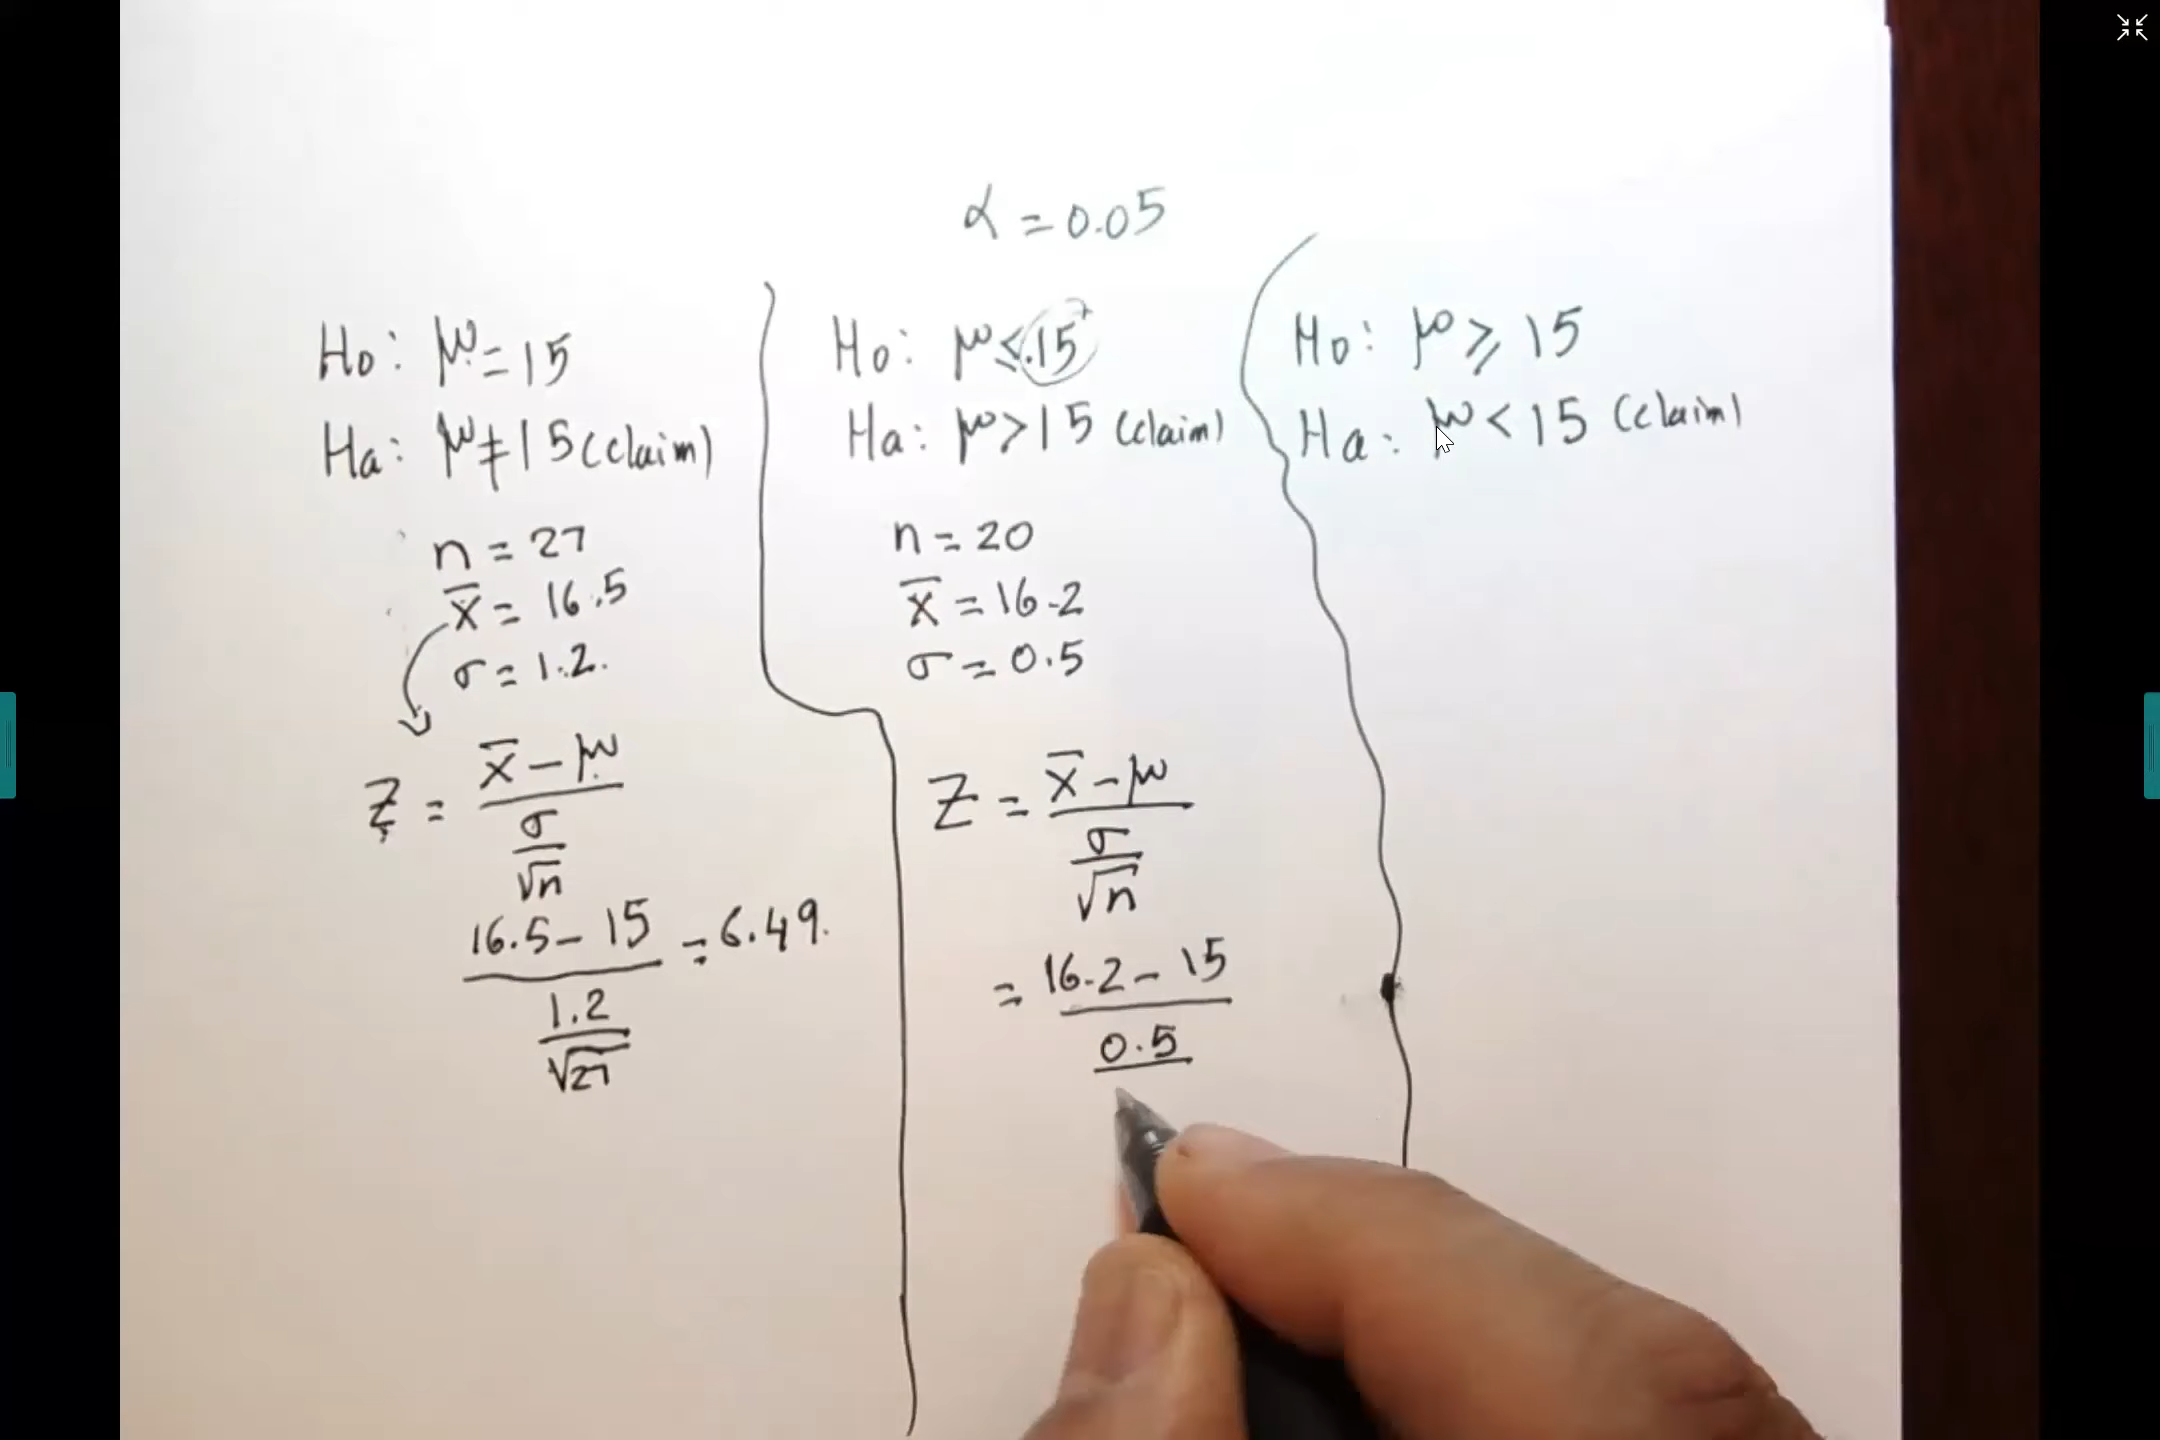 α = 0.05
Ho: μ = 15
Ha: μ ≠ 15 (claim)
n = 27
x̄ = 16.5
σ = 1.2.
Z = x̄ - μ / σ / √n
16.5 - 15 / 1.2 / √27 = 6.49.
Ho: μ ≤ 15
Ha: μ > 15 (claim)
n = 20
x̄ = 16.2
σ = 0.5
Z = x̄ - μ / σ / √n
= 16.2 - 15 / 0.5
Ho: μ ≥ 15
Ha: μ < 15 (claim)